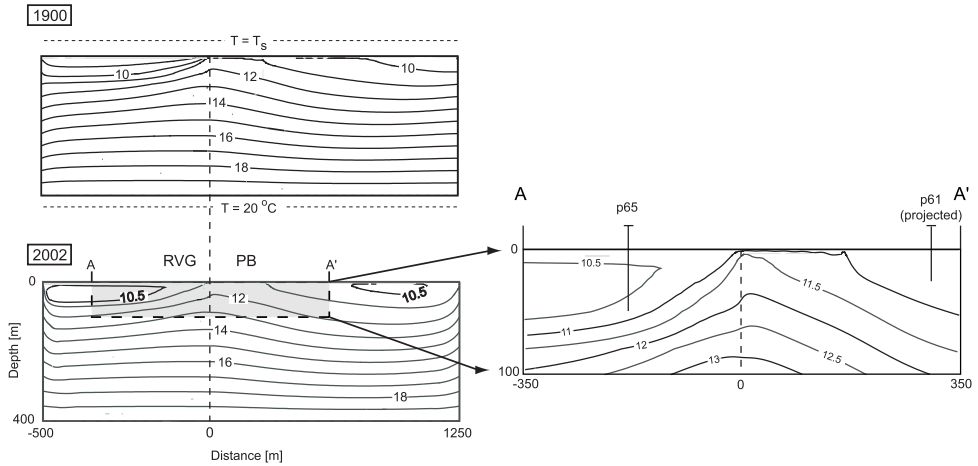 1900
T = Ts
10
12
10
14
16
18
T = 20 °C
2002
A
RVG
PB
A'
0
10.5
12
10.5
14
16
18
Depth [m]
400
-500
0
1250
Distance [m]
A
A'
p65
p61
(projected)
0
10.5
11.5
11
12
12.5
13
100
-350
0
350